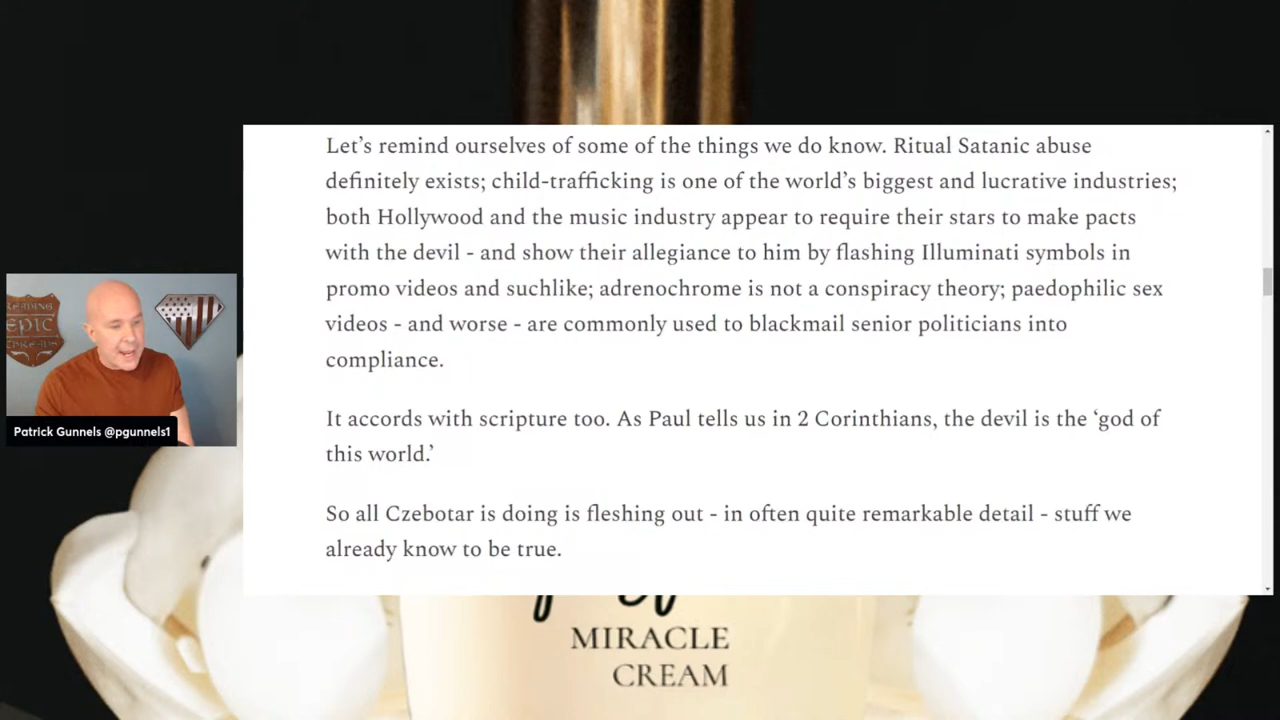 Let’s remind ourselves of some of the things we do know. Ritual Satanic abuse
definitely exists; child-trafficking is one of the world’s biggest and lucrative industries;
both Hollywood and the music industry appear to require their stars to make pacts
with the devil - and show their allegiance to him by flashing Illuminati symbols in
promo videos and suchlike; adrenochrome is not a conspiracy theory; paedophilic sex
videos - and worse - are commonly used to blackmail senior politicians into
compliance.
It accords with scripture too. As Paul tells us in 2 Corinthians, the devil is the ‘god of
this world.’
So all Czebotar is doing is fleshing out - in often quite remarkable detail - stuff we
already know to be true.
READING
EPIC
THREADS
Patrick Gunnels @pgunnels1
MIRACLE
CREAM